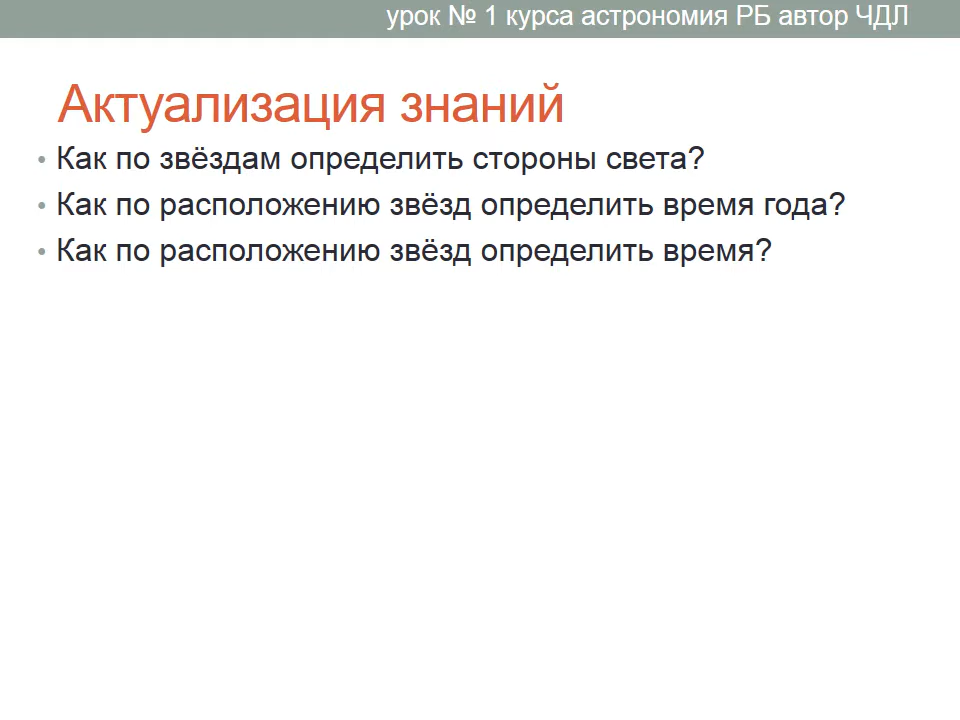 урок № 1 курса астрономия РБ автор ЧДЛ
Актуализация знаний
• Как по звёздам определить стороны света?
• Как по расположению звёзд определить время года?
• Как по расположению звёзд определить время?